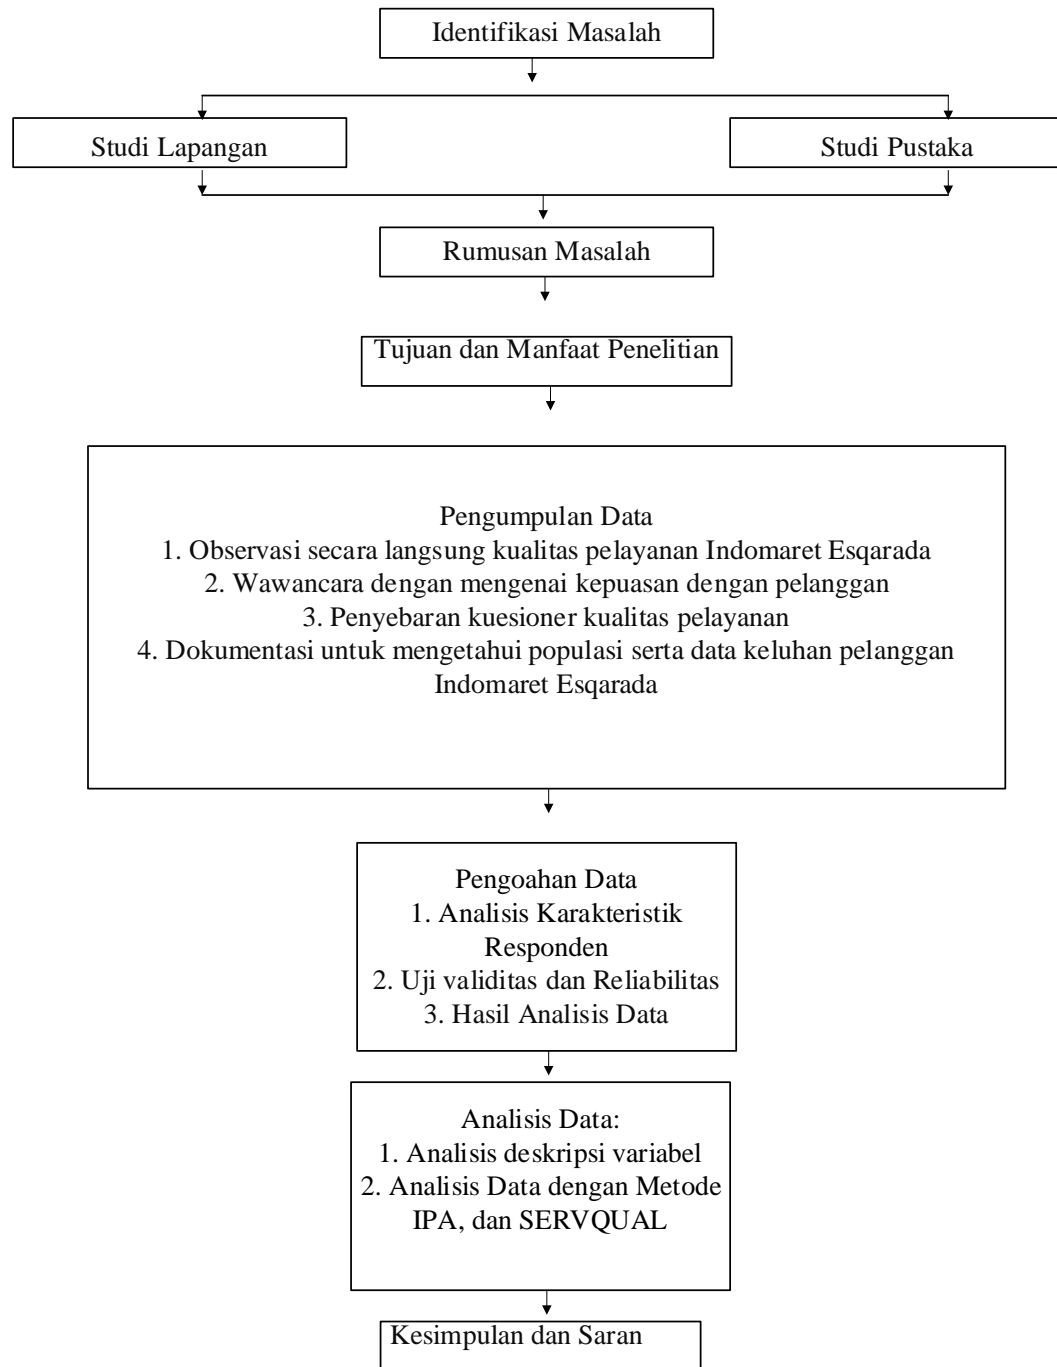 Identifikasi Masalah
Studi Lapangan
Studi Pustaka
Rumusan Masalah
Tujuan dan Manfaat Penelitian
Pengumpulan Data
1. Observasi secara langsung kualitas pelayanan Indomaret Esqarada
2. Wawancara dengan mengenai kepuasan dengan pelanggan
3. Penyebaran kuesioner kualitas pelayanan
4. Dokumentasi untuk mengetahui populasi serta data keluhan pelanggan
Indomaret Esqarada
Pengoahan Data
1. Analisis Karakteristik
Responden
2. Uji validitas dan Reliabilitas
3. Hasil Analisis Data
Analisis Data:
1. Analisis deskripsi variabel
2. Analisis Data dengan Metode
IPA, dan SERVQUAL
Kesimpulan dan Saran